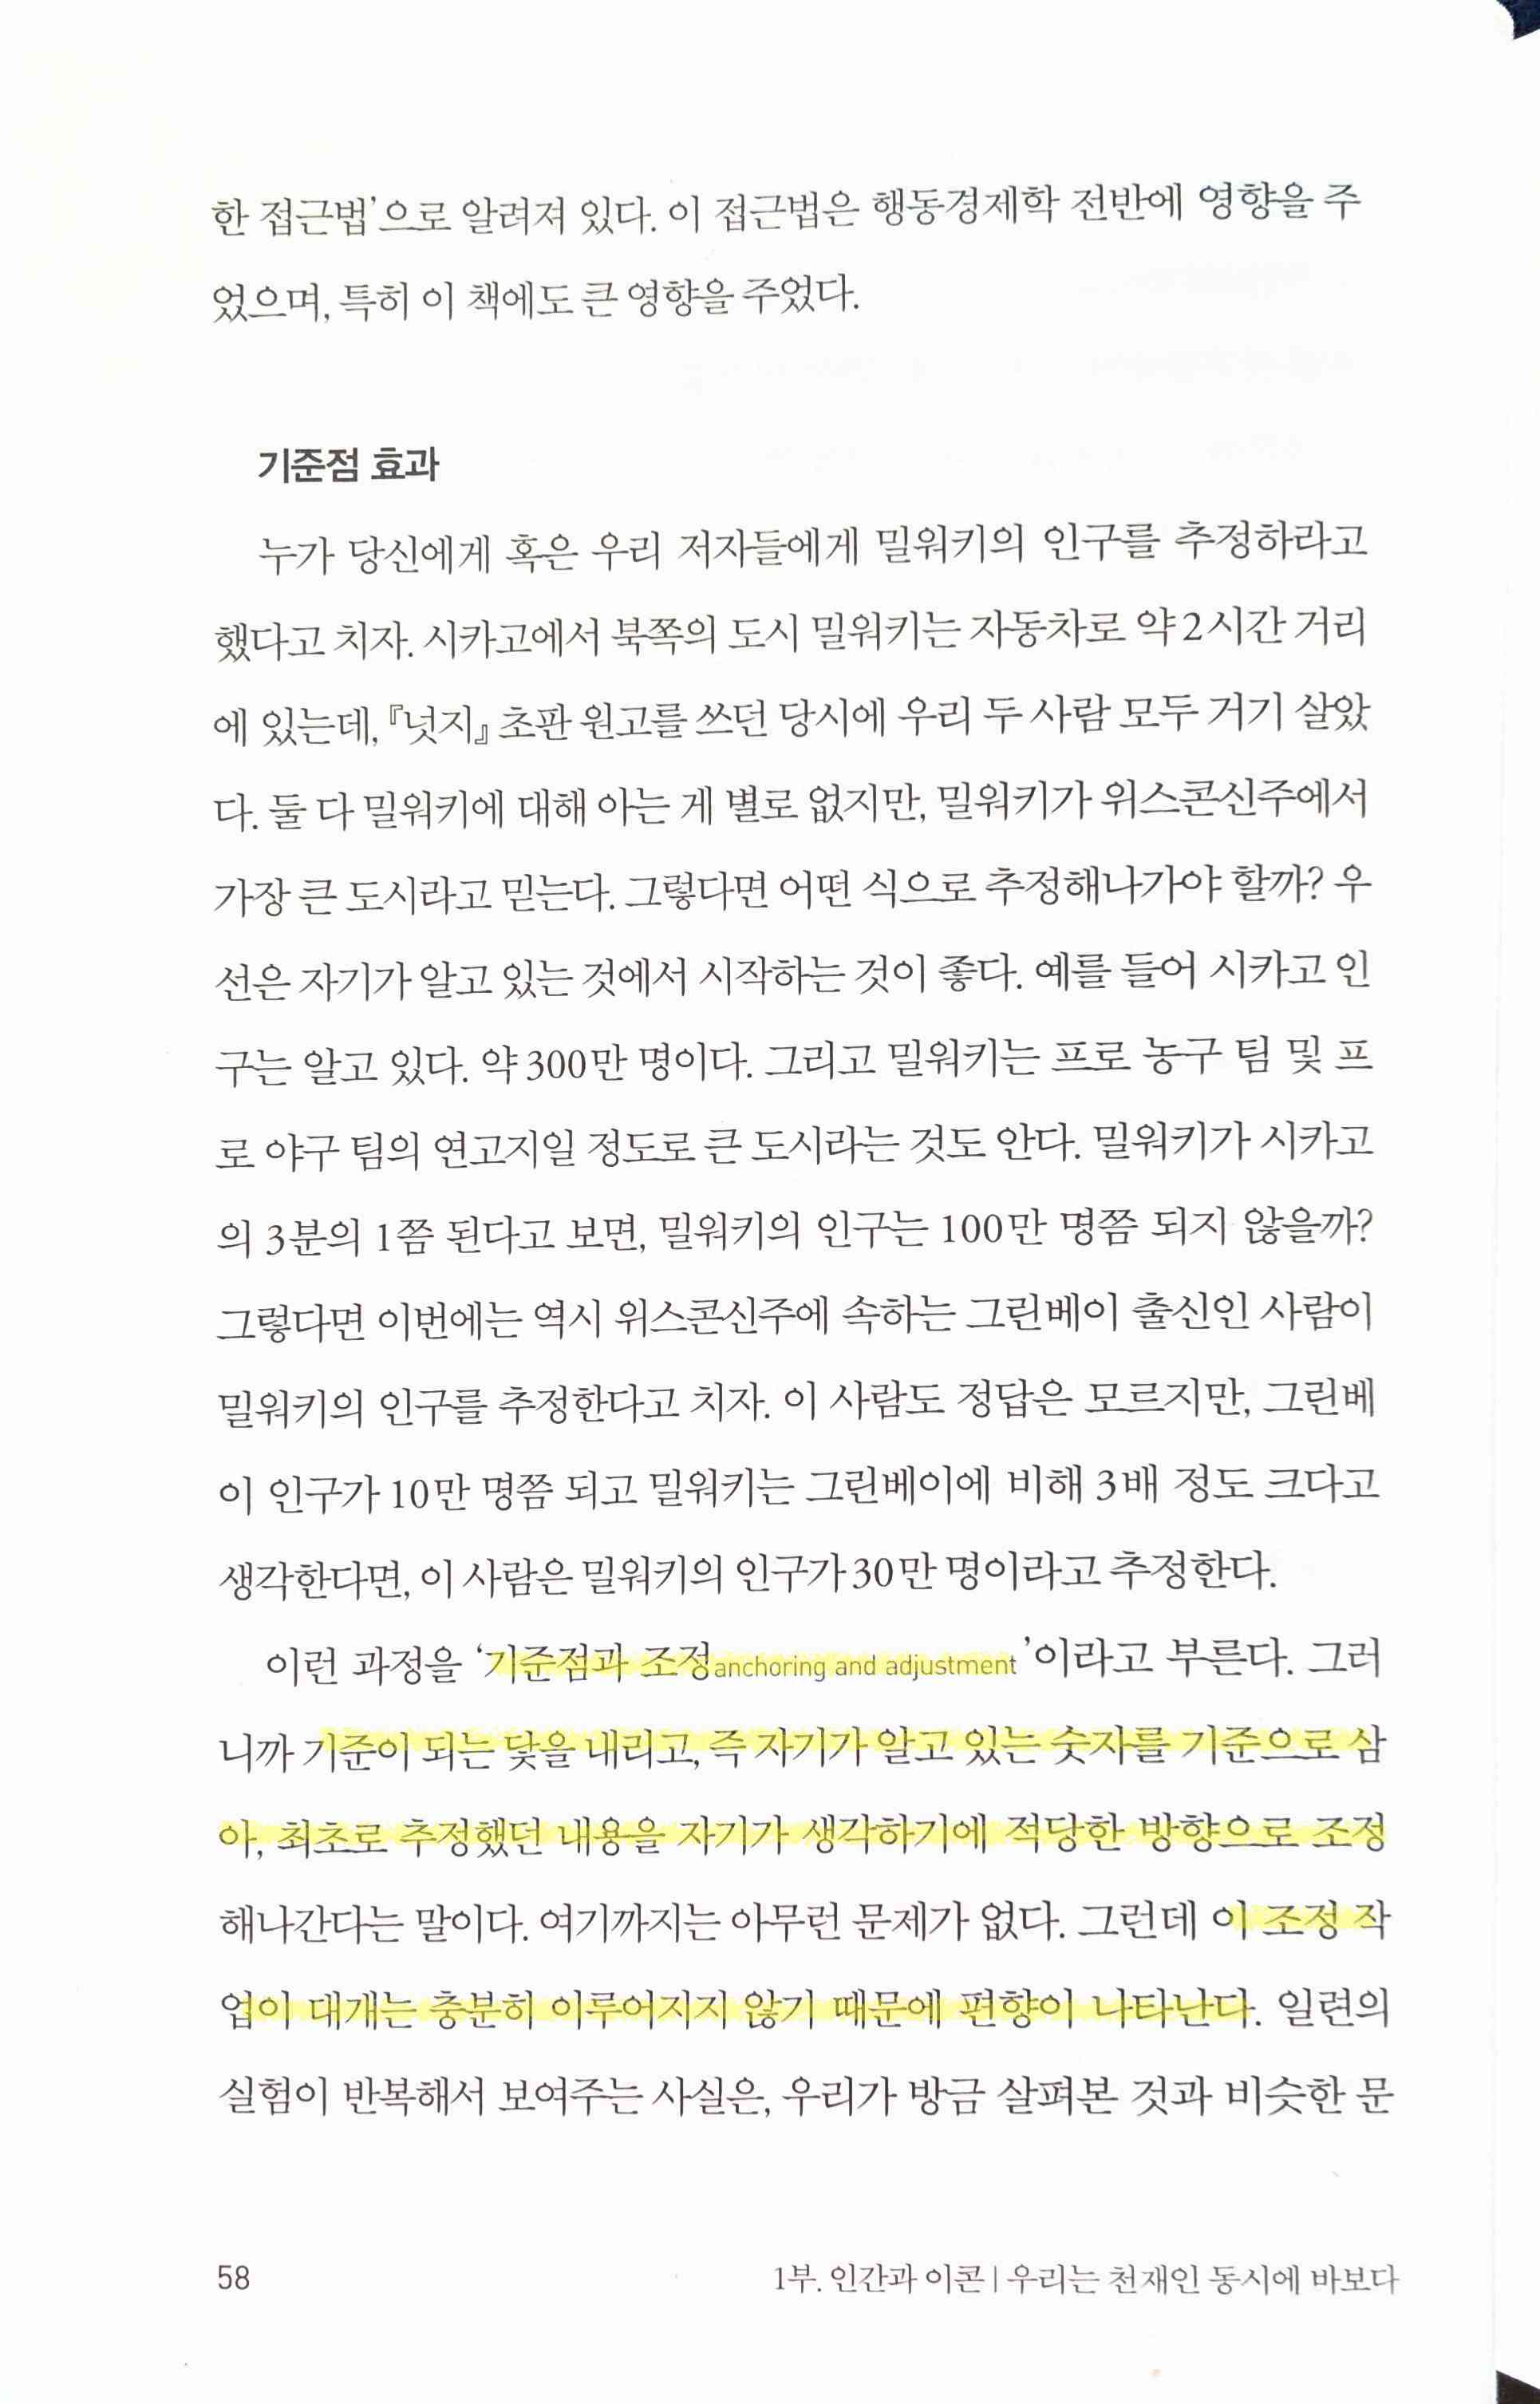 한 접근법’으로 알려져 있다. 이 접근법은 행동경제학 전반에 영향을 주
었으며, 특히 이 책에도 큰 영향을 주었다.
기준점 효과
누가 당신에게 혹은 우리 저자들에게 밀워키의 인구를 추정하라고
했다고 치자. 시카고에서 북쪽의 도시 밀워키는 자동차로 약 2시간 거리
에 있는데, 『넛지』 초판 원고를 쓰던 당시에 우리 두 사람 모두 거기 살았
다. 둘 다 밀워키에 대해 아는 게 별로 없지만, 밀워키가 위스콘신주에서
가장 큰 도시라고 믿는다. 그렇다면 어떤 식으로 추정해나가야 할까? 우
선은 자기가 알고 있는 것에서 시작하는 것이 좋다. 예를 들어 시카고 인
구는 알고 있다. 약 300만 명이다. 그리고 밀워키는 프로 농구 팀 및 프
로 야구 팀의 연고지일 정도로 큰 도시라는 것도 안다. 밀워키가 시카고
의 3분의 1쯤 된다고 보면, 밀워키의 인구는 100만 명쯤 되지 않을까?
그렇다면 이번에는 역시 위스콘신주에 속하는 그린베이 출신인 사람이
밀워키의 인구를 추정한다고 치자. 이 사람도 정답은 모르지만, 그린베
이 인구가 10만 명쯤 되고 밀워키는 그린베이에 비해 3배 정도 크다고
생각한다면, 이 사람은 밀워키의 인구가 30만 명이라고 추정한다.
이런 과정을 ‘기준점과 조정anchoring and adjustment’이라고 부른다. 그러
니까 기준이 되는 닻을 내리고, 즉 자기가 알고 있는 숫자를 기준으로 삼
아, 최초로 추정했던 내용을 자기가 생각하기에 적당한 방향으로 조정
해나간다는 말이다. 여기까지는 아무런 문제가 없다. 그런데 이 조정 작
업이 대개는 충분히 이루어지지 않기 때문에 편향이 나타난다. 일련의
실험이 반복해서 보여주는 사실은, 우리가 방금 살펴본 것과 비슷한 문
58
1부. 인간과 이콘 | 우리는 천재인 동시에 바보다